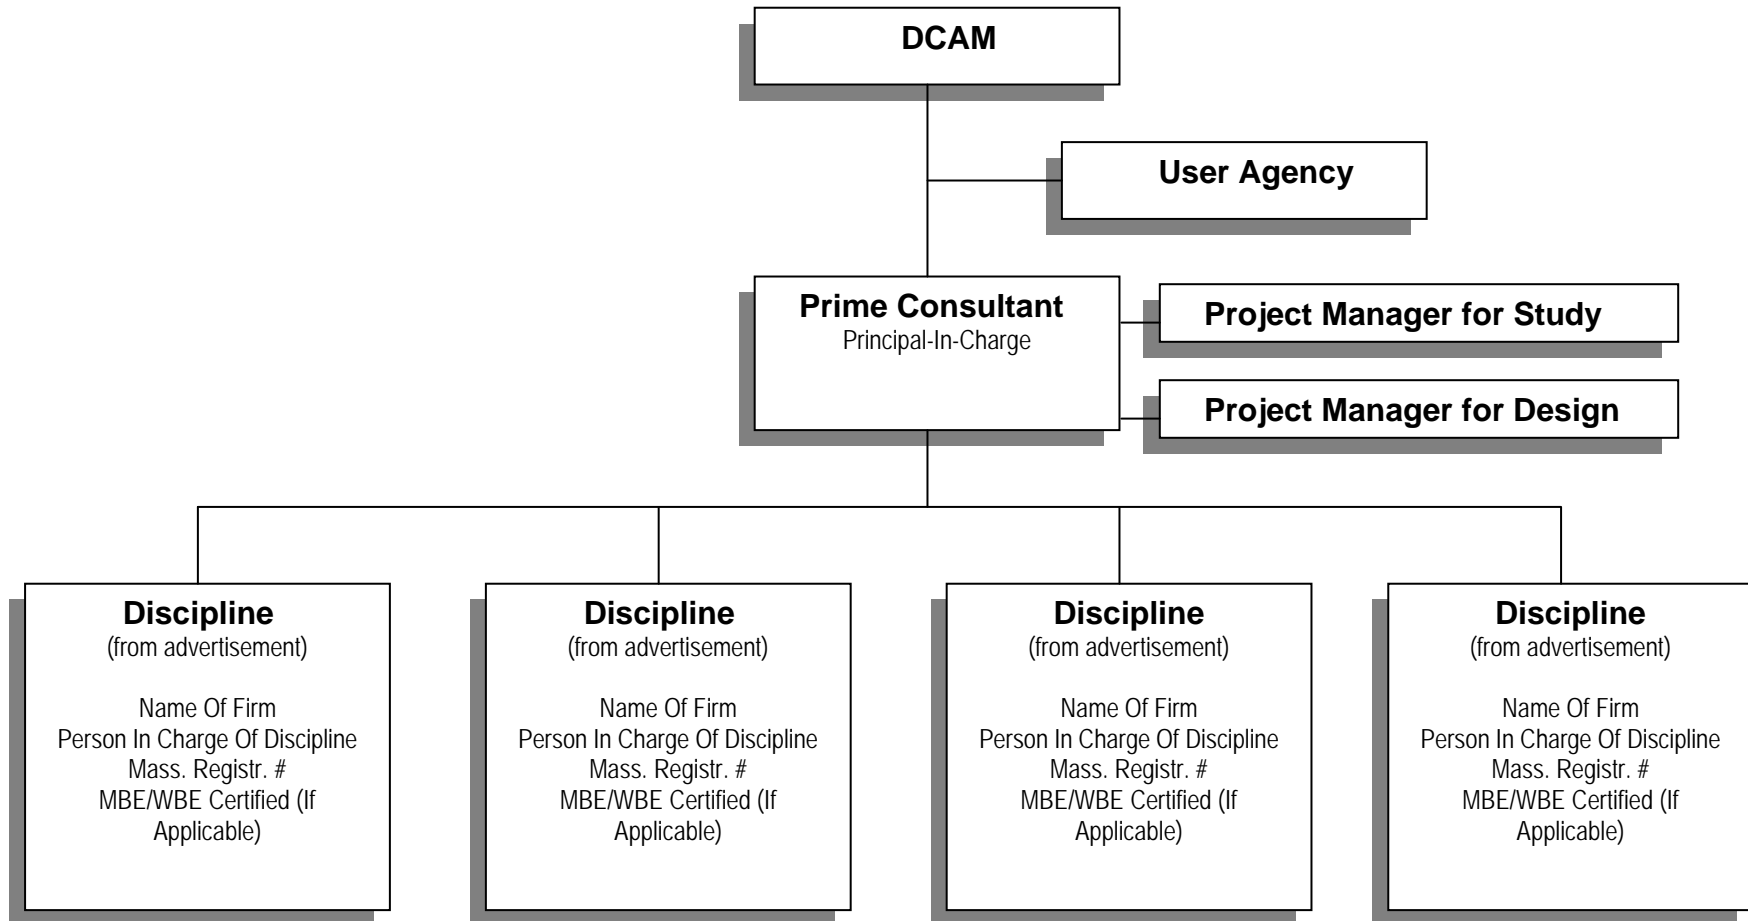 DCAM
User Agency
Prime Consultant
Principal-In-Charge
Project Manager for Study
Project Manager for Design
Discipline
(from advertisement)
Name Of Firm
Person In Charge Of Discipline
Mass. Registr. #
MBE/WBE Certified (If
Applicable)
Discipline
(from advertisement)
Name Of Firm
Person In Charge Of Discipline
Mass. Registr. #
MBE/WBE Certified (If
Applicable)
Discipline
(from advertisement)
Name Of Firm
Person In Charge Of Discipline
Mass. Registr. #
MBE/WBE Certified (If
Applicable)
Discipline
(from advertisement)
Name Of Firm
Person In Charge Of Discipline
Mass. Registr. #
MBE/WBE Certified (If
Applicable)